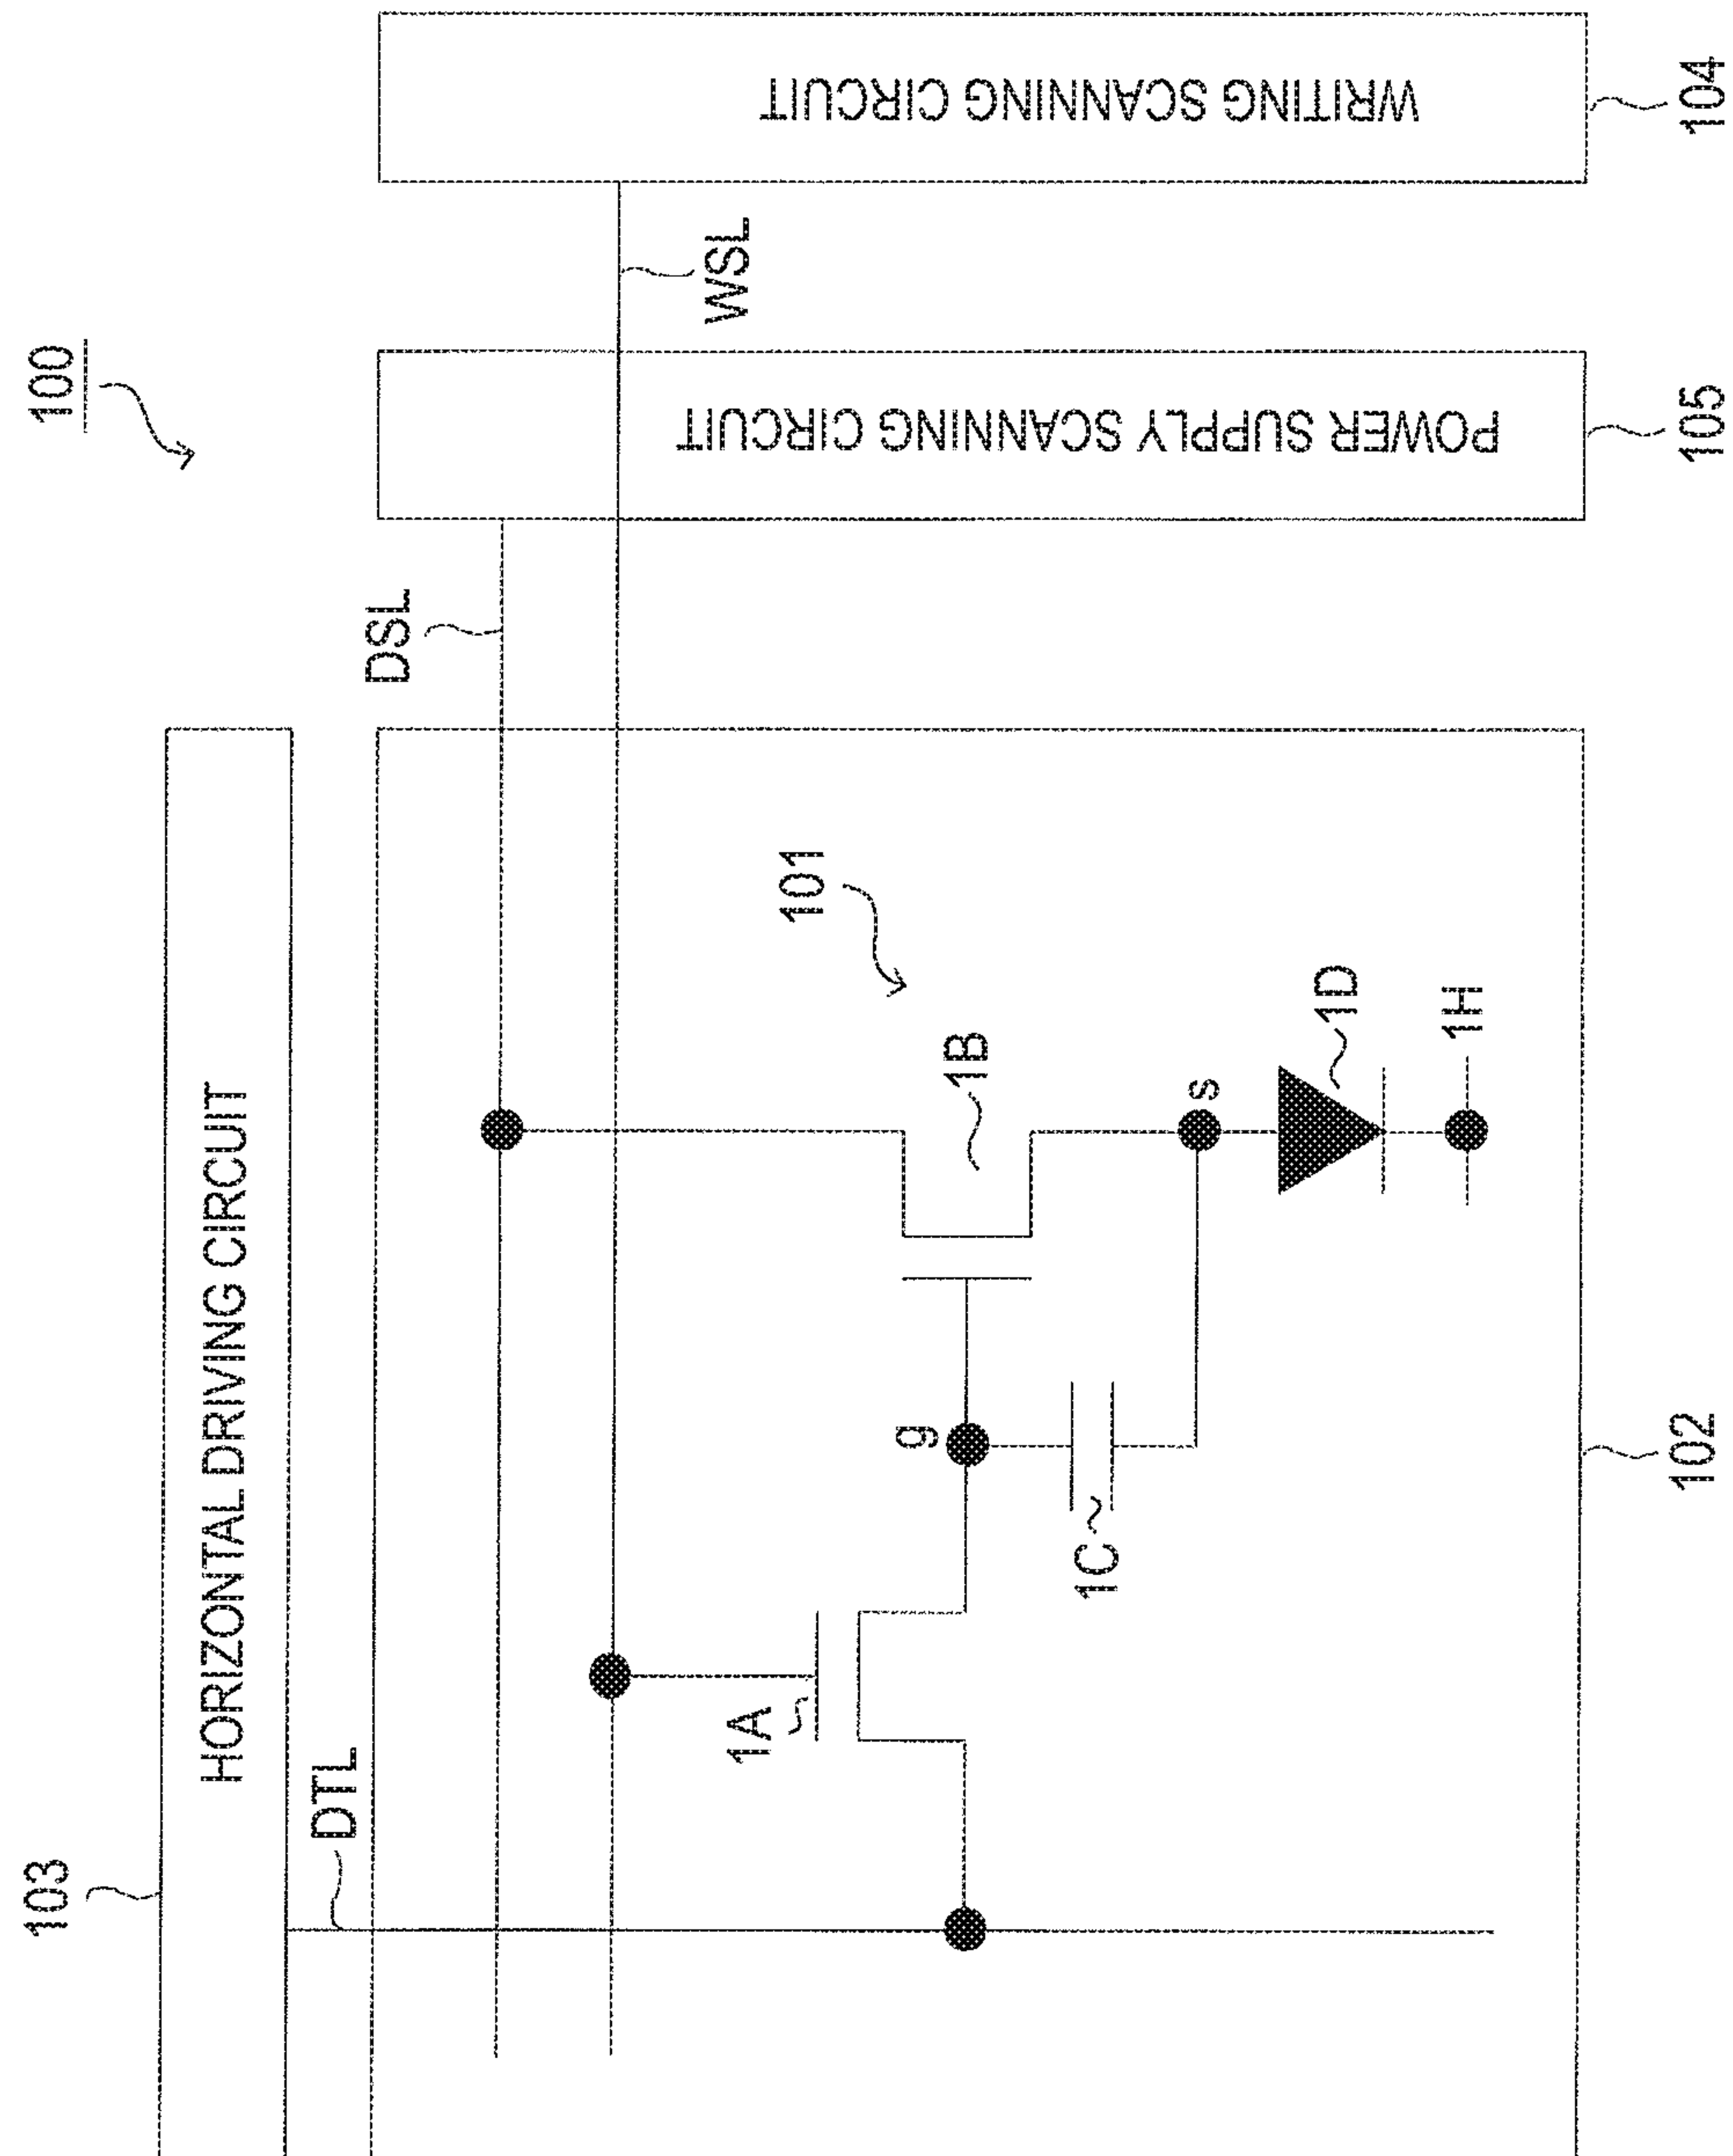 100
103
HORIZONTAL DRIVING CIRCUIT
DTL
DSL
WSL
101
1A
1B
1C
1D
1H
g
s
POWER SUPPLY SCANNING CIRCUIT
WRITING SCANNING CIRCUIT
102
105
104